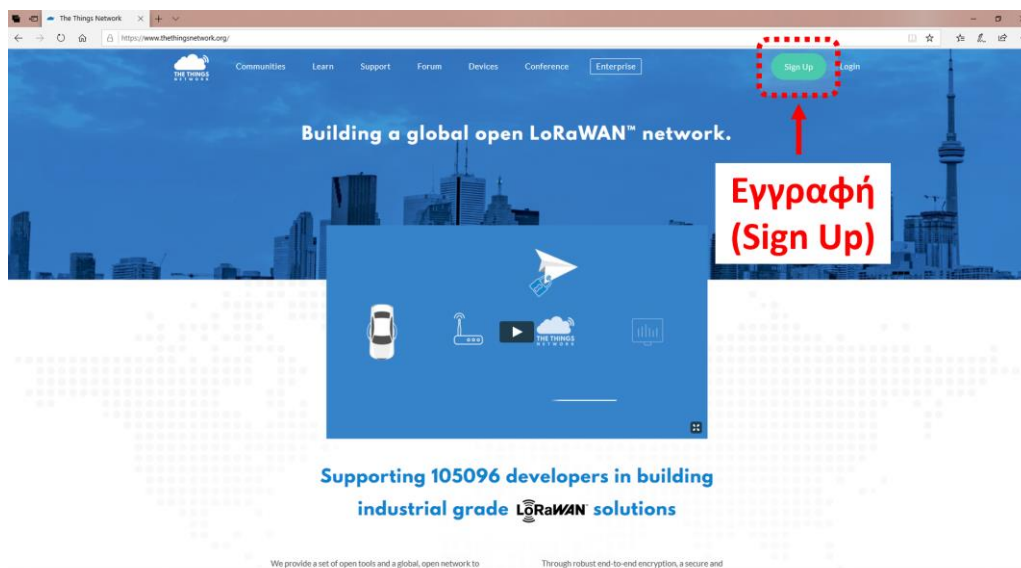 The Things Network
https://www.thethingsnetwork.org/
THE THINGS
NETWORK
Communities Learn Support Forum Devices Conference Enterprise Sign Up Login
Building a global open LoRaWAN™ network.
Εγγραφή
(Sign Up)
THE THINGS
NETWORK
Supporting 105096 developers in building
industrial grade LoRaWAN solutions
We provide a set of open tools and a global, open network to
Through robust end-to-end encryption, a secure and